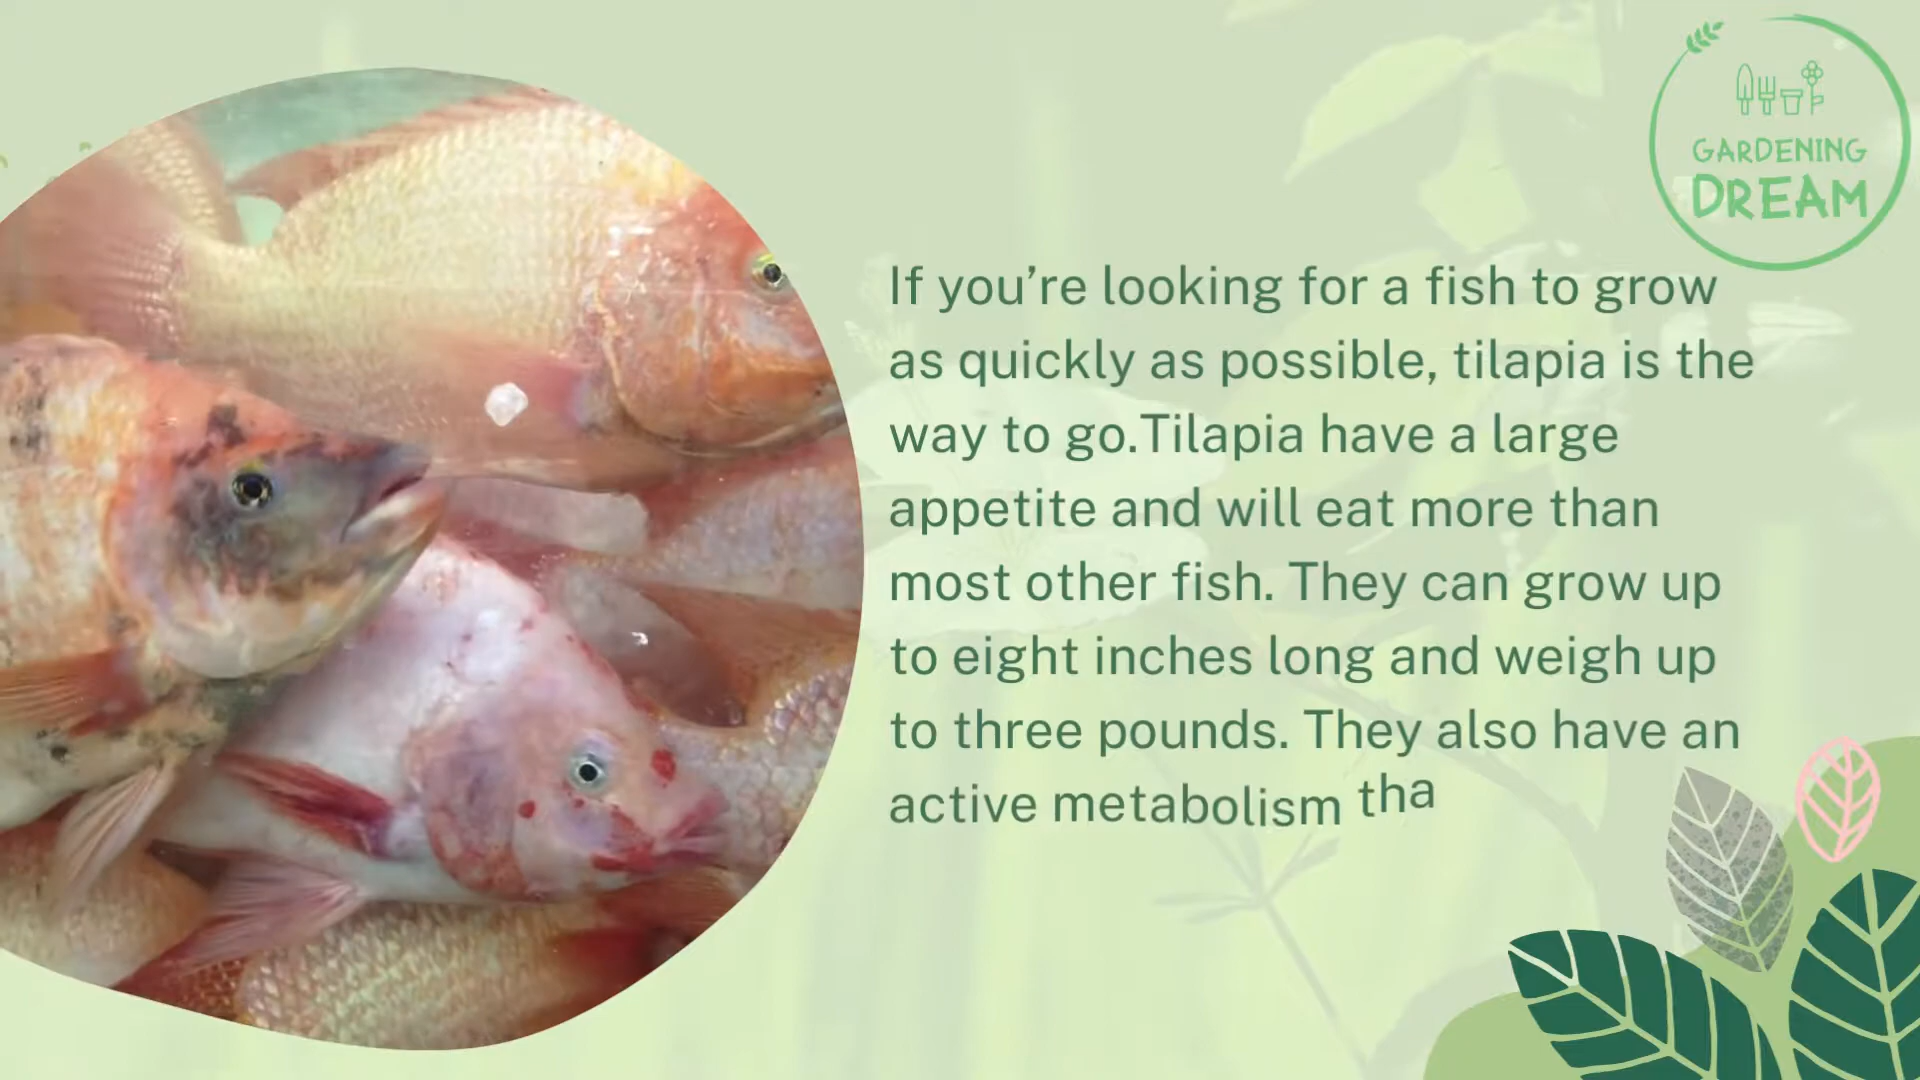 GARDENING
DREAM
If you’re looking for a fish to grow
as quickly as possible, tilapia is the
way to go.Tilapia have a large
appetite and will eat more than
most other fish. They can grow up
to eight inches long and weigh up
to three pounds. They also have an
active metabolism tha